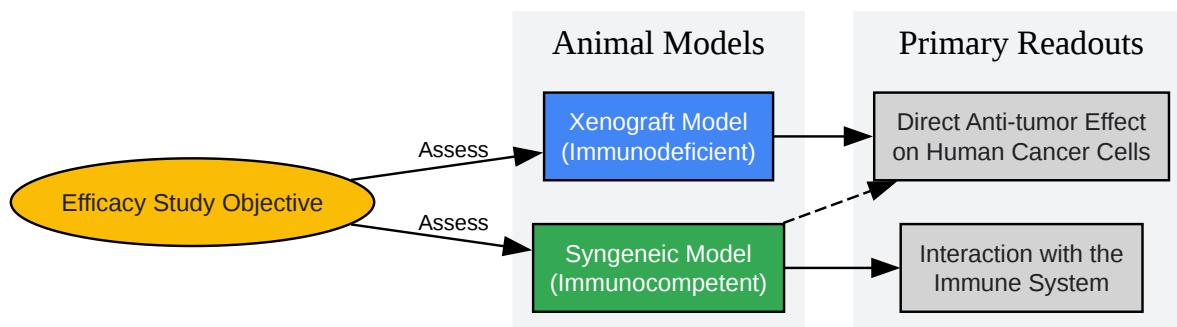 Animal Models
Primary Readouts
Efficacy Study Objective
Assess
Assess
Xenograft Model
(Immunodeficient)
Syngeneic Model
(Immunocompetent)
Direct Anti-tumor Effect
on Human Cancer Cells
Interaction with the
Immune System